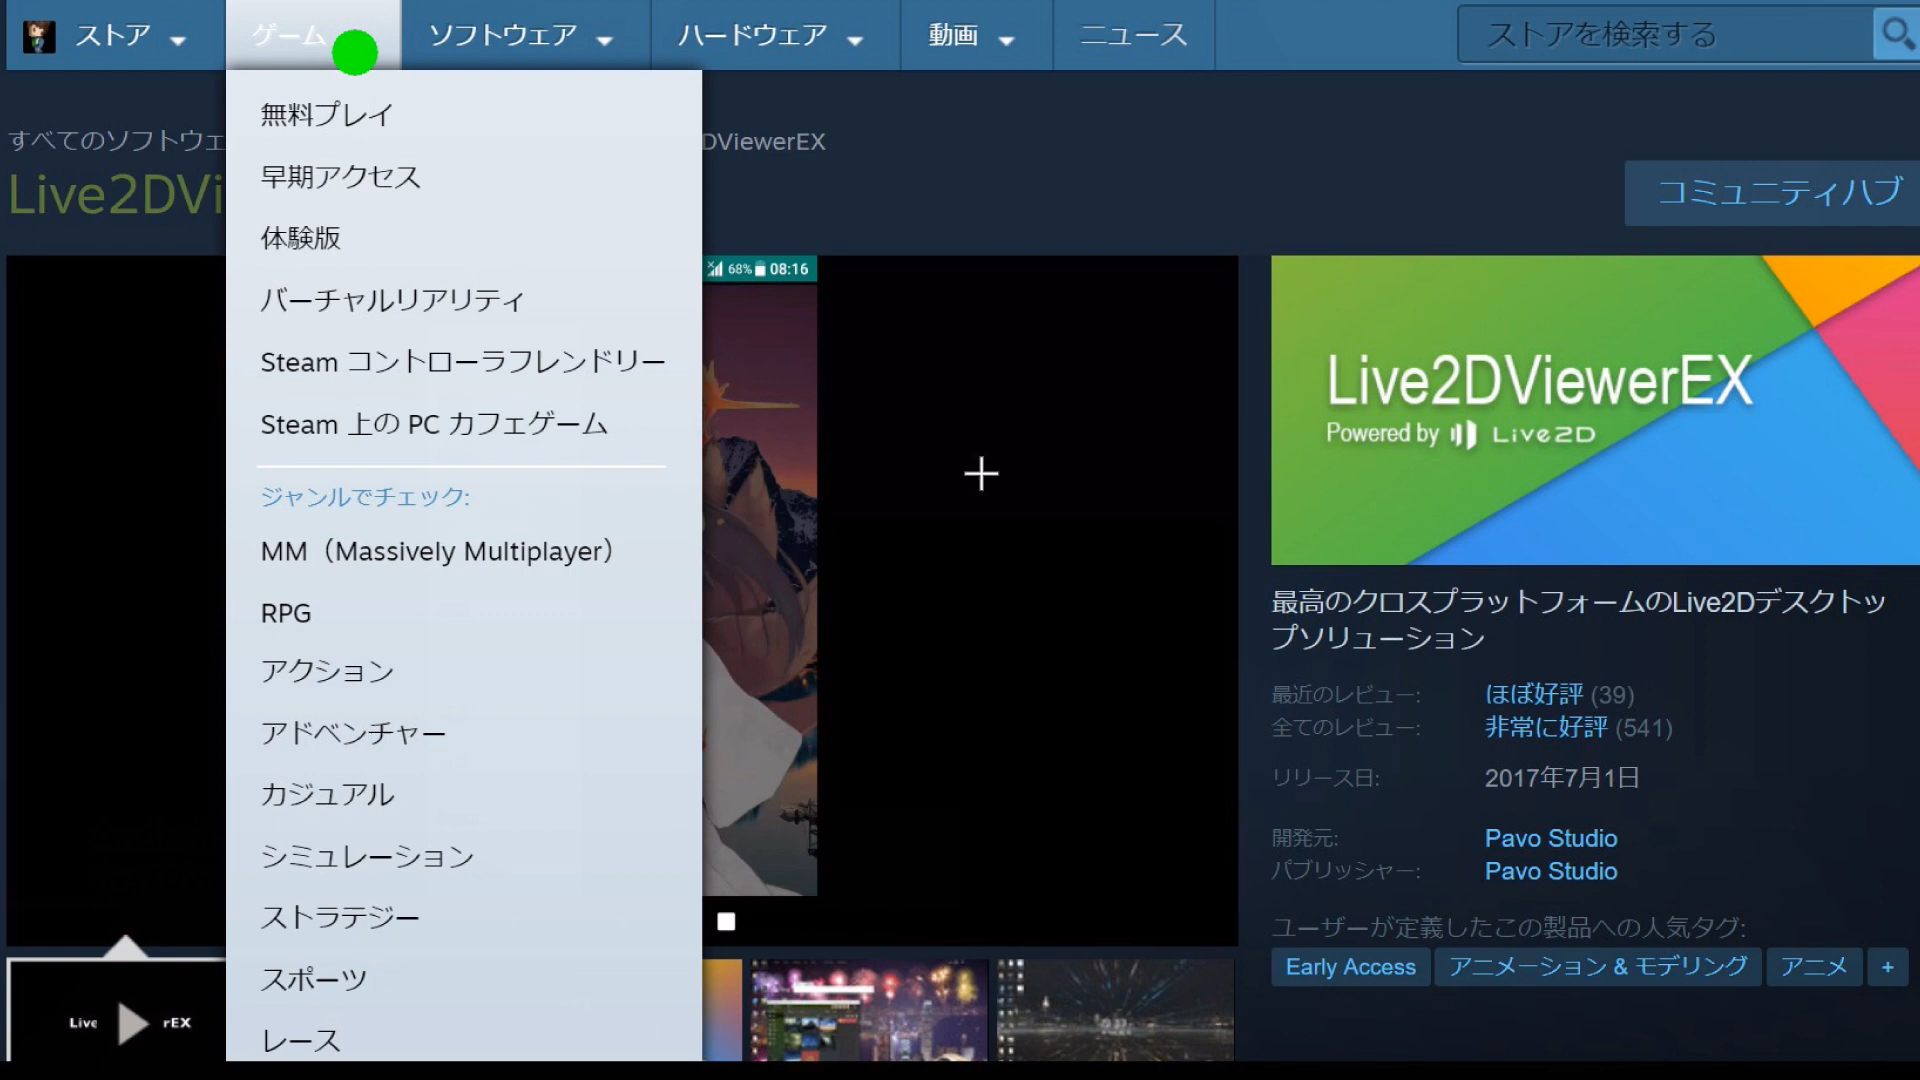 ストア
ゲーム
ソフトウェア
ハードウェア
動画
ニュース
ストアを検索する
無料プレイ
早期アクセス
体験版
バーチャルリアリティ
Steam コントローラフレンドリー
Steam 上の PC カフェゲーム
ジャンルでチェック:
MM（Massively Multiplayer）
RPG
アクション
アドベンチャー
カジュアル
シミュレーション
ストラテジー
スポーツ
レース
すべてのソフトウェ
DViewerEX
Live2DVi
コミュニティハブ
68% 08:16
Live2DViewerEX
Powered by Live2D
最高のクロスプラットフォームのLive2Dデスクトッ
プソリューション
最近のレビュー: ほぼ好評 (39)
全てのレビュー: 非常に好評 (541)
リリース日: 2017年7月1日
開発元: Pavo Studio
パブリッシャー: Pavo Studio
ユーザーが定義したこの製品への人気タグ:
Early Access アニメーション & モデリング アニメ +
Live rEX